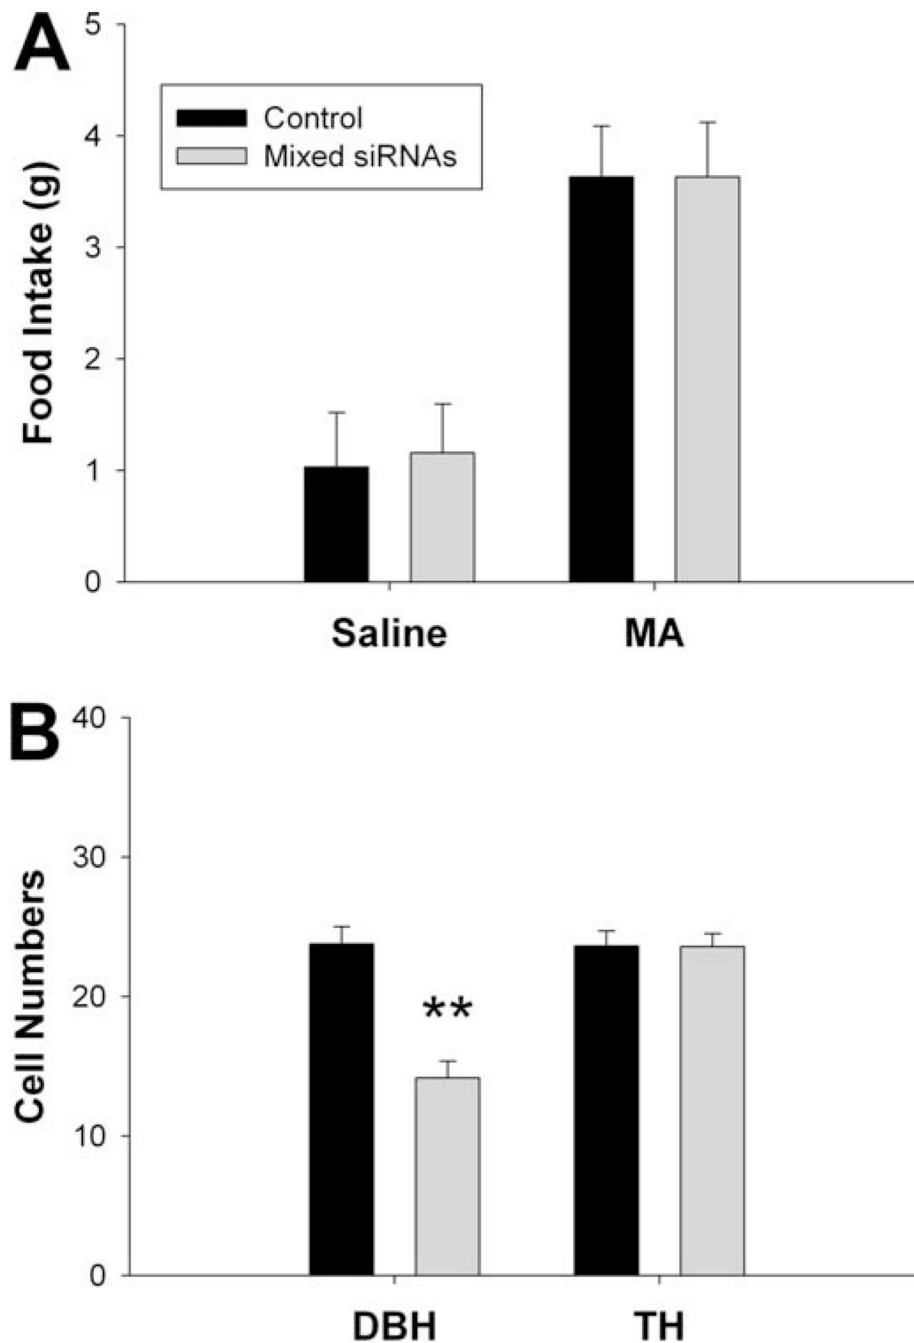 A
5
4
3
2
1
0
Food Intake (g)
Control
Mixed siRNAs
Saline MA
B
40
30
20
10
0
Cell Numbers
**
DBH TH